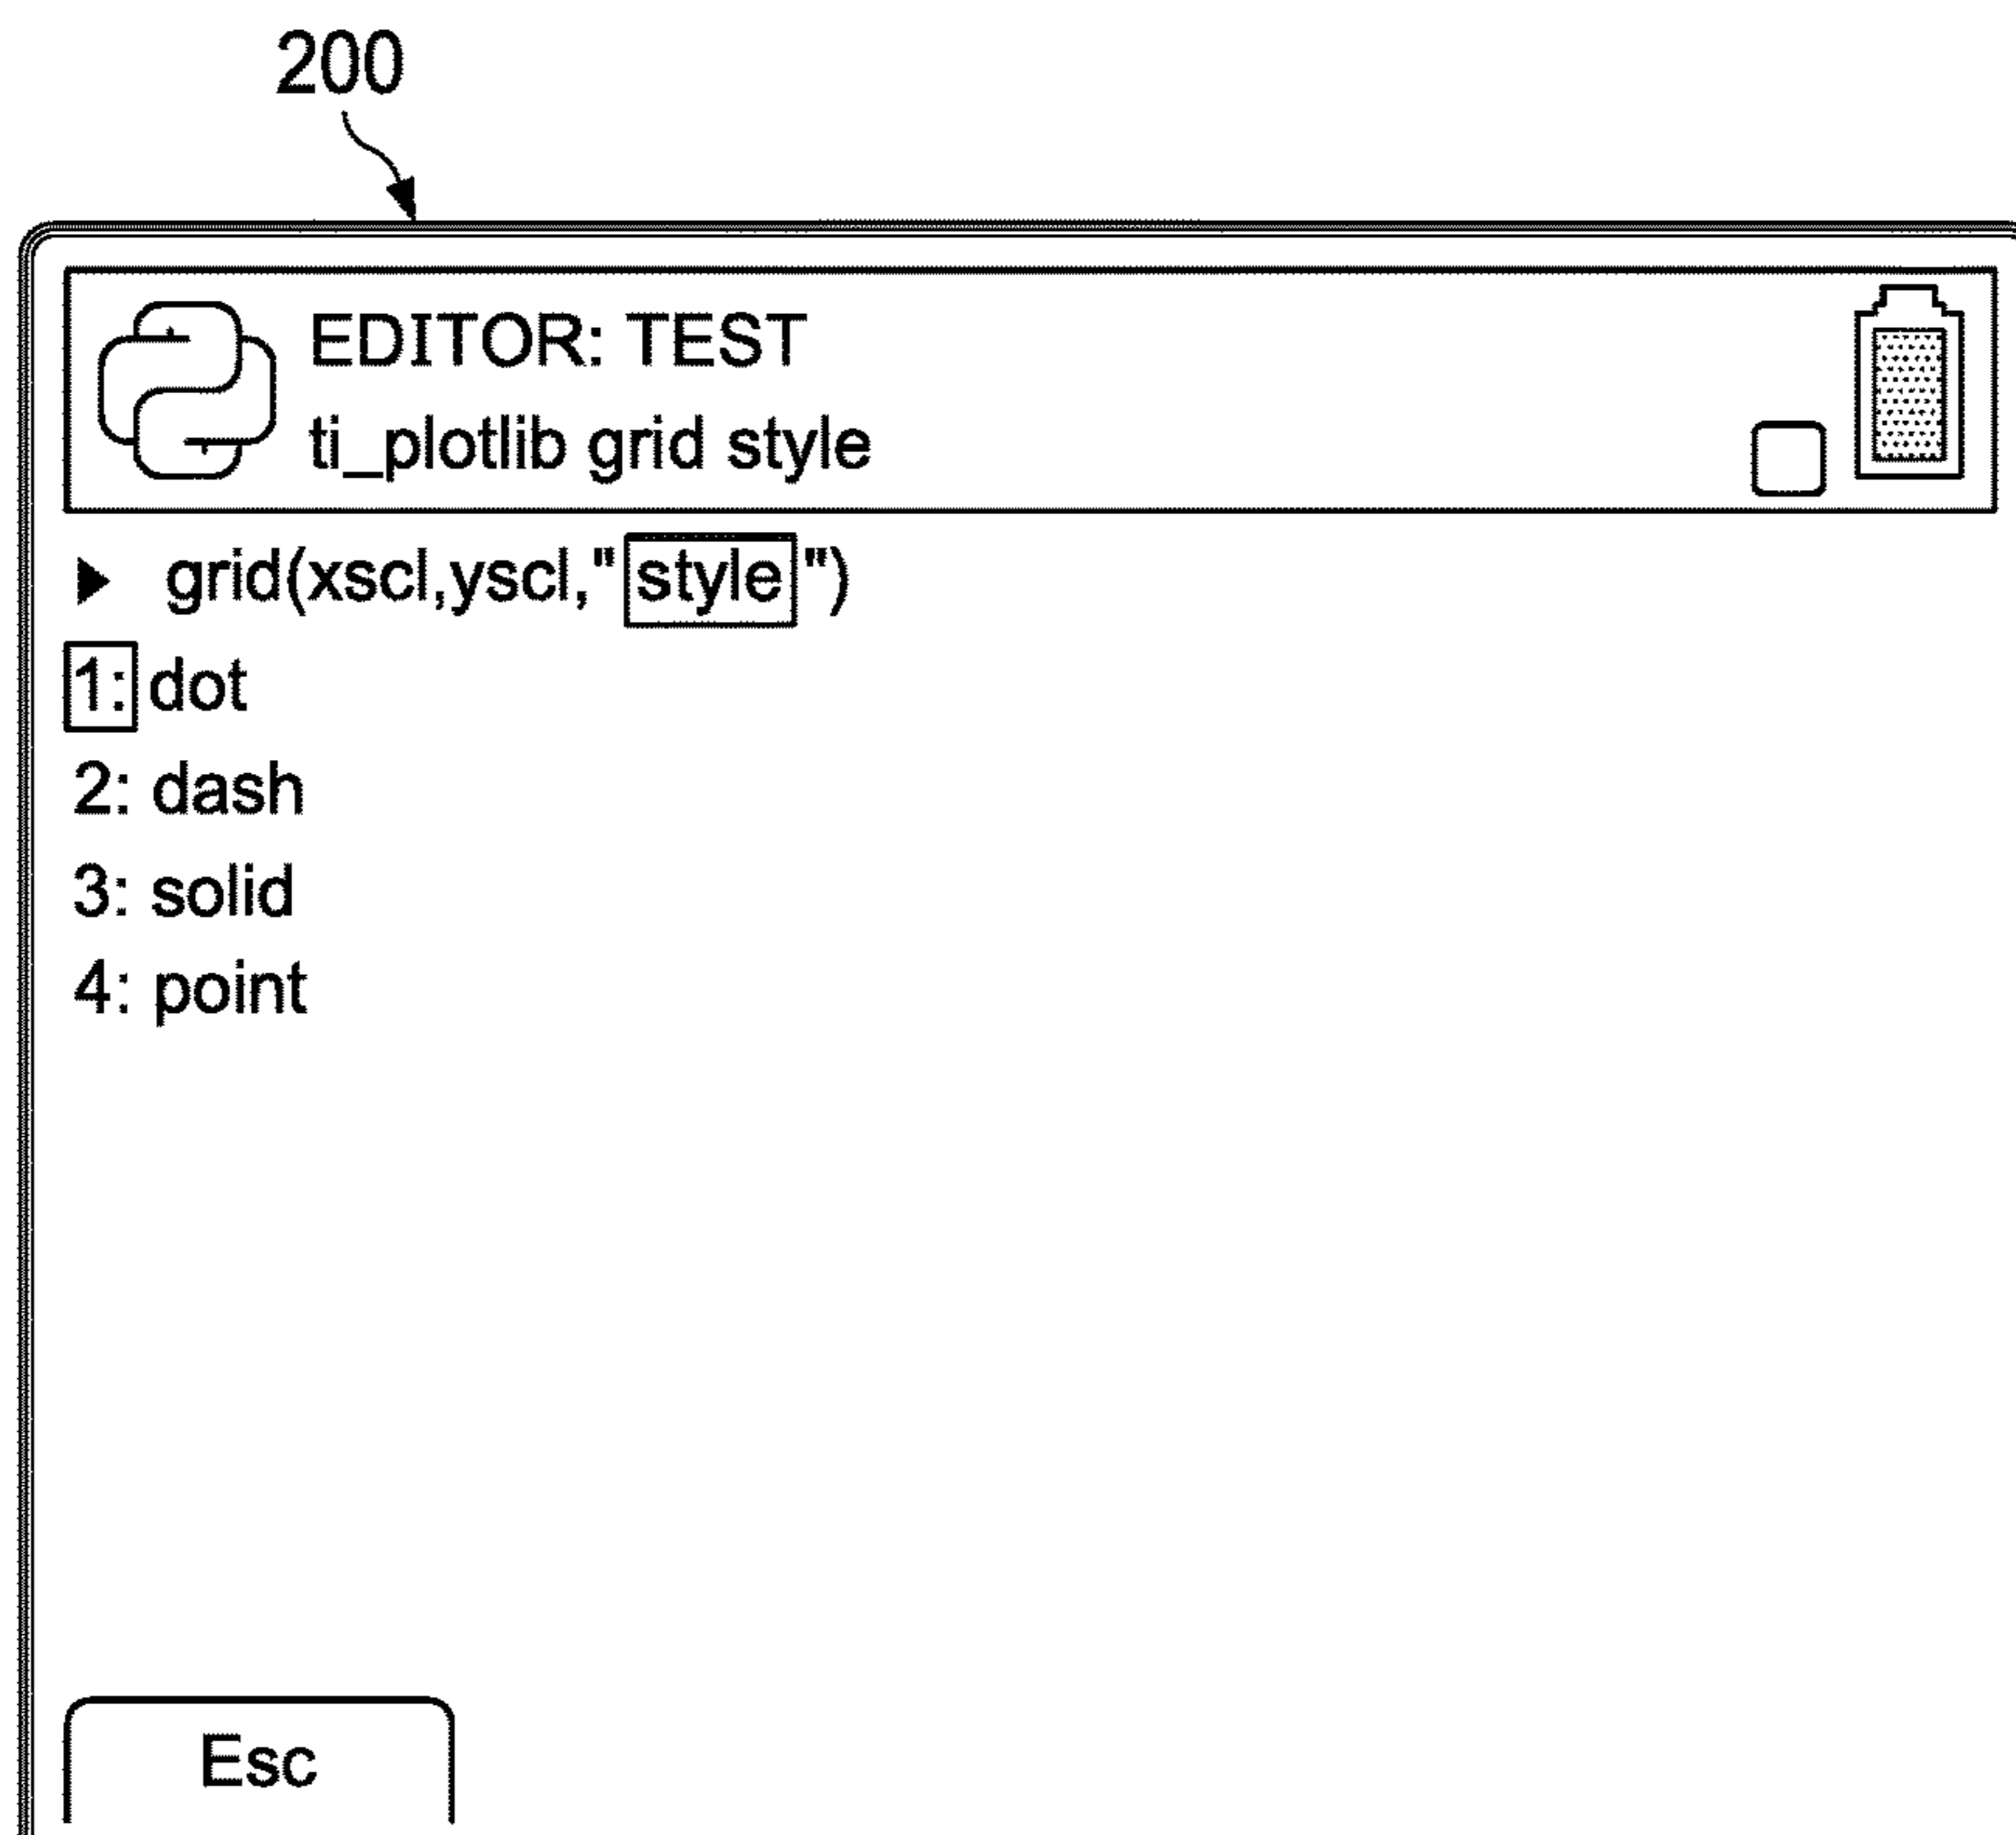 200
EDITOR: TEST
ti_plotlib grid style
grid(xscl,yscl,"style")
1: dot
2: dash
3: solid
4: point
Esc